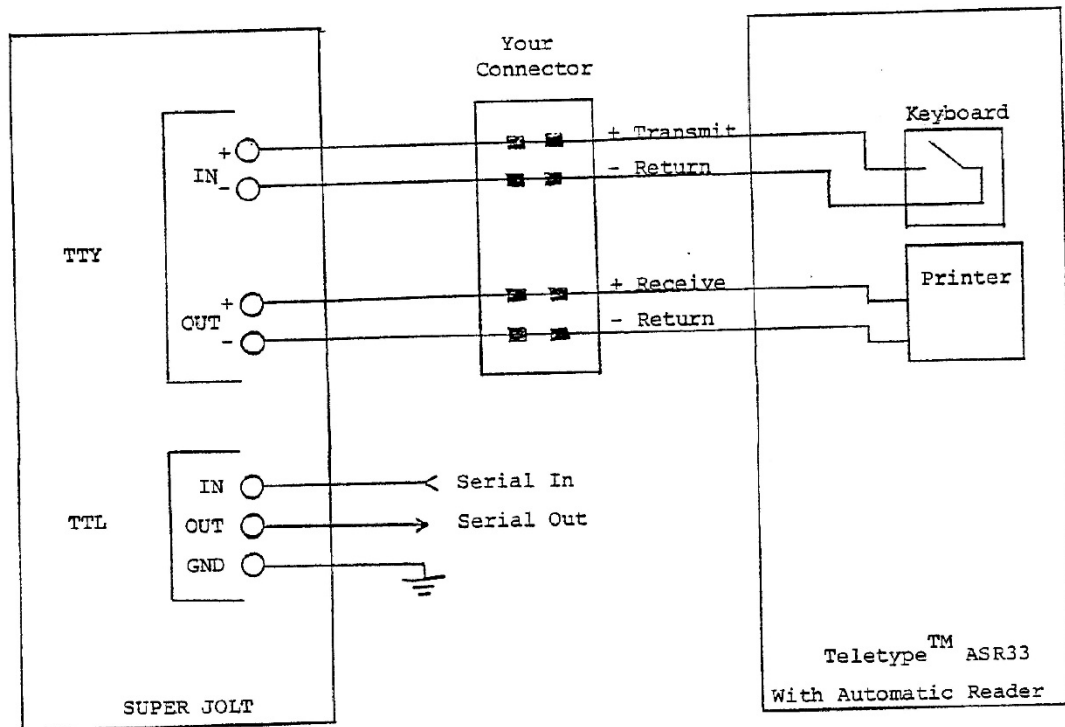 Your
Connector
Keyboard
+ Transmit
+
IN
-
- Return
TTY
+ Receive
Printer
+
OUT
-
- Return
IN
Serial In
TTL
OUT
Serial Out
GND
Teletype™ ASR33
With Automatic Reader
SUPER JOLT